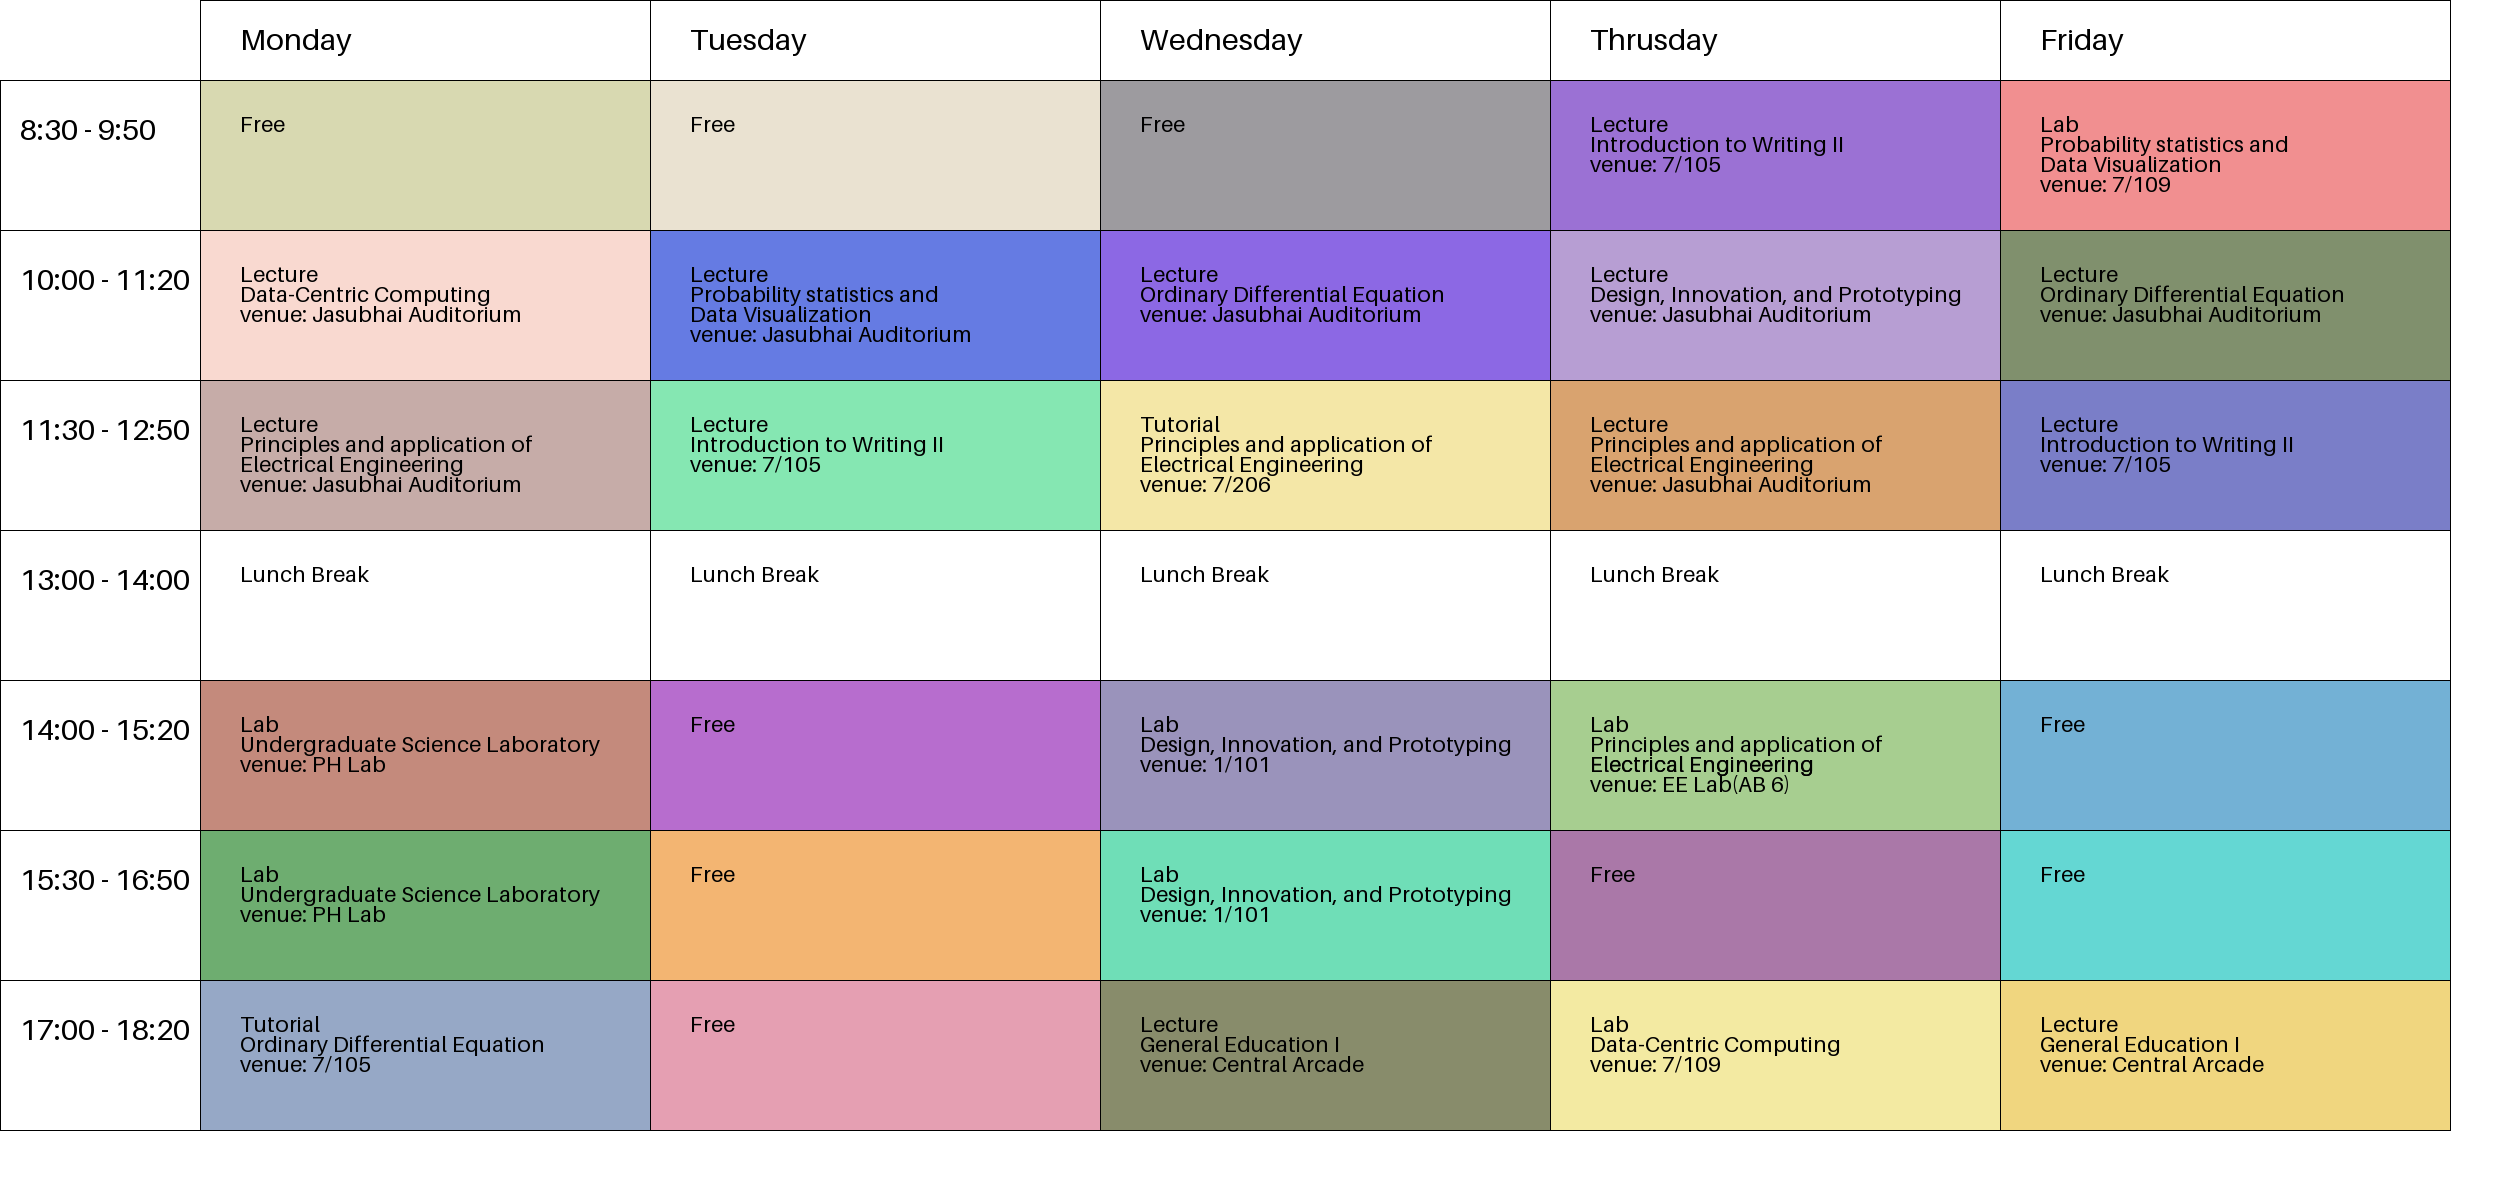 Monday
Tuesday
Wednesday
Thrusday
Friday
8:30 - 9:50
Free
Free
Free
Lecture
Introduction to Writing II
venue: 7/105
Lab
Probability statistics and
Data Visualization
venue: 7/109
10:00 - 11:20
Lecture
Data-Centric Computing
venue: Jasubhai Auditorium
Lecture
Probability statistics and
Data Visualization
venue: Jasubhai Auditorium
Lecture
Ordinary Differential Equation
venue: Jasubhai Auditorium
Lecture
Design, Innovation, and Prototyping
venue: Jasubhai Auditorium
Lecture
Ordinary Differential Equation
venue: Jasubhai Auditorium
11:30 - 12:50
Lecture
Principles and application of
Electrical Engineering
venue: Jasubhai Auditorium
Lecture
Introduction to Writing II
venue: 7/105
Tutorial
Principles and application of
Electrical Engineering
venue: 7/206
Lecture
Principles and application of
Electrical Engineering
venue: Jasubhai Auditorium
Lecture
Introduction to Writing II
venue: 7/105
13:00 - 14:00
Lunch Break
Lunch Break
Lunch Break
Lunch Break
Lunch Break
14:00 - 15:20
Lab
Undergraduate Science Laboratory
venue: PH Lab
Free
Lab
Design, Innovation, and Prototyping
venue: 1/101
Lab
Principles and application of
Electrical Engineering
venue: EE Lab(AB 6)
Free
15:30 - 16:50
Lab
Undergraduate Science Laboratory
venue: PH Lab
Free
Lab
Design, Innovation, and Prototyping
venue: 1/101
Free
Free
17:00 - 18:20
Tutorial
Ordinary Differential Equation
venue: 7/105
Free
Lecture
General Education I
venue: Central Arcade
Lab
Data-Centric Computing
venue: 7/109
Lecture
General Education I
venue: Central Arcade